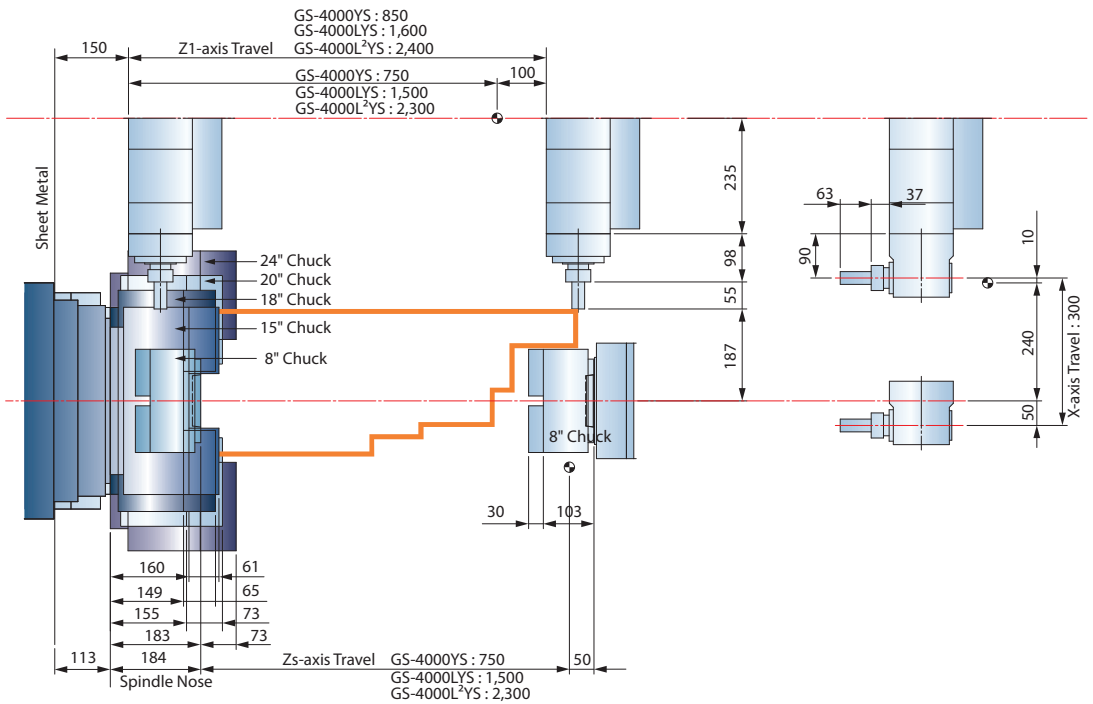 GS-4000YS : 850
GS-4000LYS : 1,600
150
Z1-axis Travel
GS-4000L²YS : 2,400
GS-4000YS : 750
100
GS-4000LYS : 1,500
GS-4000L²YS : 2,300
Sheet Metal
235
63
37
10
90
98
24" Chuck
20" Chuck
18" Chuck
55
15" Chuck
8" Chuck
187
240
X-axis Travel : 300
50
8" Chuck
30
103
160
61
149
65
155
73
183
73
113
184
Zs-axis Travel
GS-4000YS : 750
50
Spindle Nose
GS-4000LYS : 1,500
GS-4000L²YS : 2,300